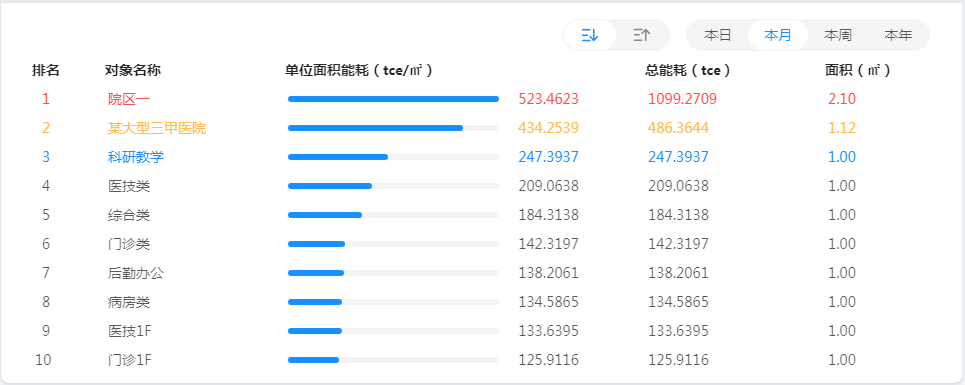 本日 本月 本周 本年
排名 对象名称 单位面积能耗（tce/㎡） 总能耗（tce） 面积（㎡）
1 院区一 523.4623 1099.2709 2.10
2 某大型三甲医院 434.2539 486.3644 1.12
3 科研教学 247.3937 247.3937 1.00
4 医技类 209.0638 209.0638 1.00
5 综合类 184.3138 184.3138 1.00
6 门诊类 142.3197 142.3197 1.00
7 后勤办公 138.2061 138.2061 1.00
8 病房类 134.5865 134.5865 1.00
9 医技1F 133.6395 133.6395 1.00
10 门诊1F 125.9116 125.9116 1.00